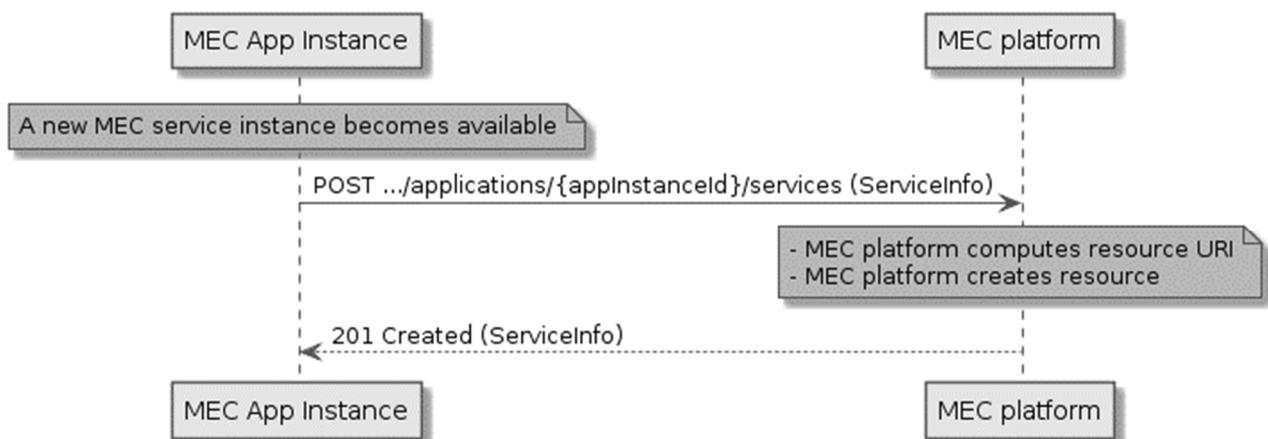 MEC App Instance
MEC platform
A new MEC service instance becomes available
POST .../applications/{appInstanceId}/services (ServiceInfo)
- MEC platform computes resource URI
- MEC platform creates resource
201 Created (ServiceInfo)
MEC App Instance
MEC platform